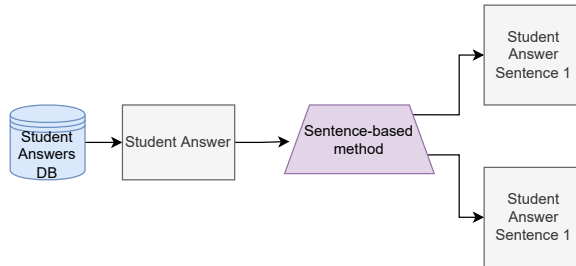 Student
Answers
DB
Student Answer
Sentence-based
method
Student
Answer
Sentence 1
Student
Answer
Sentence 1